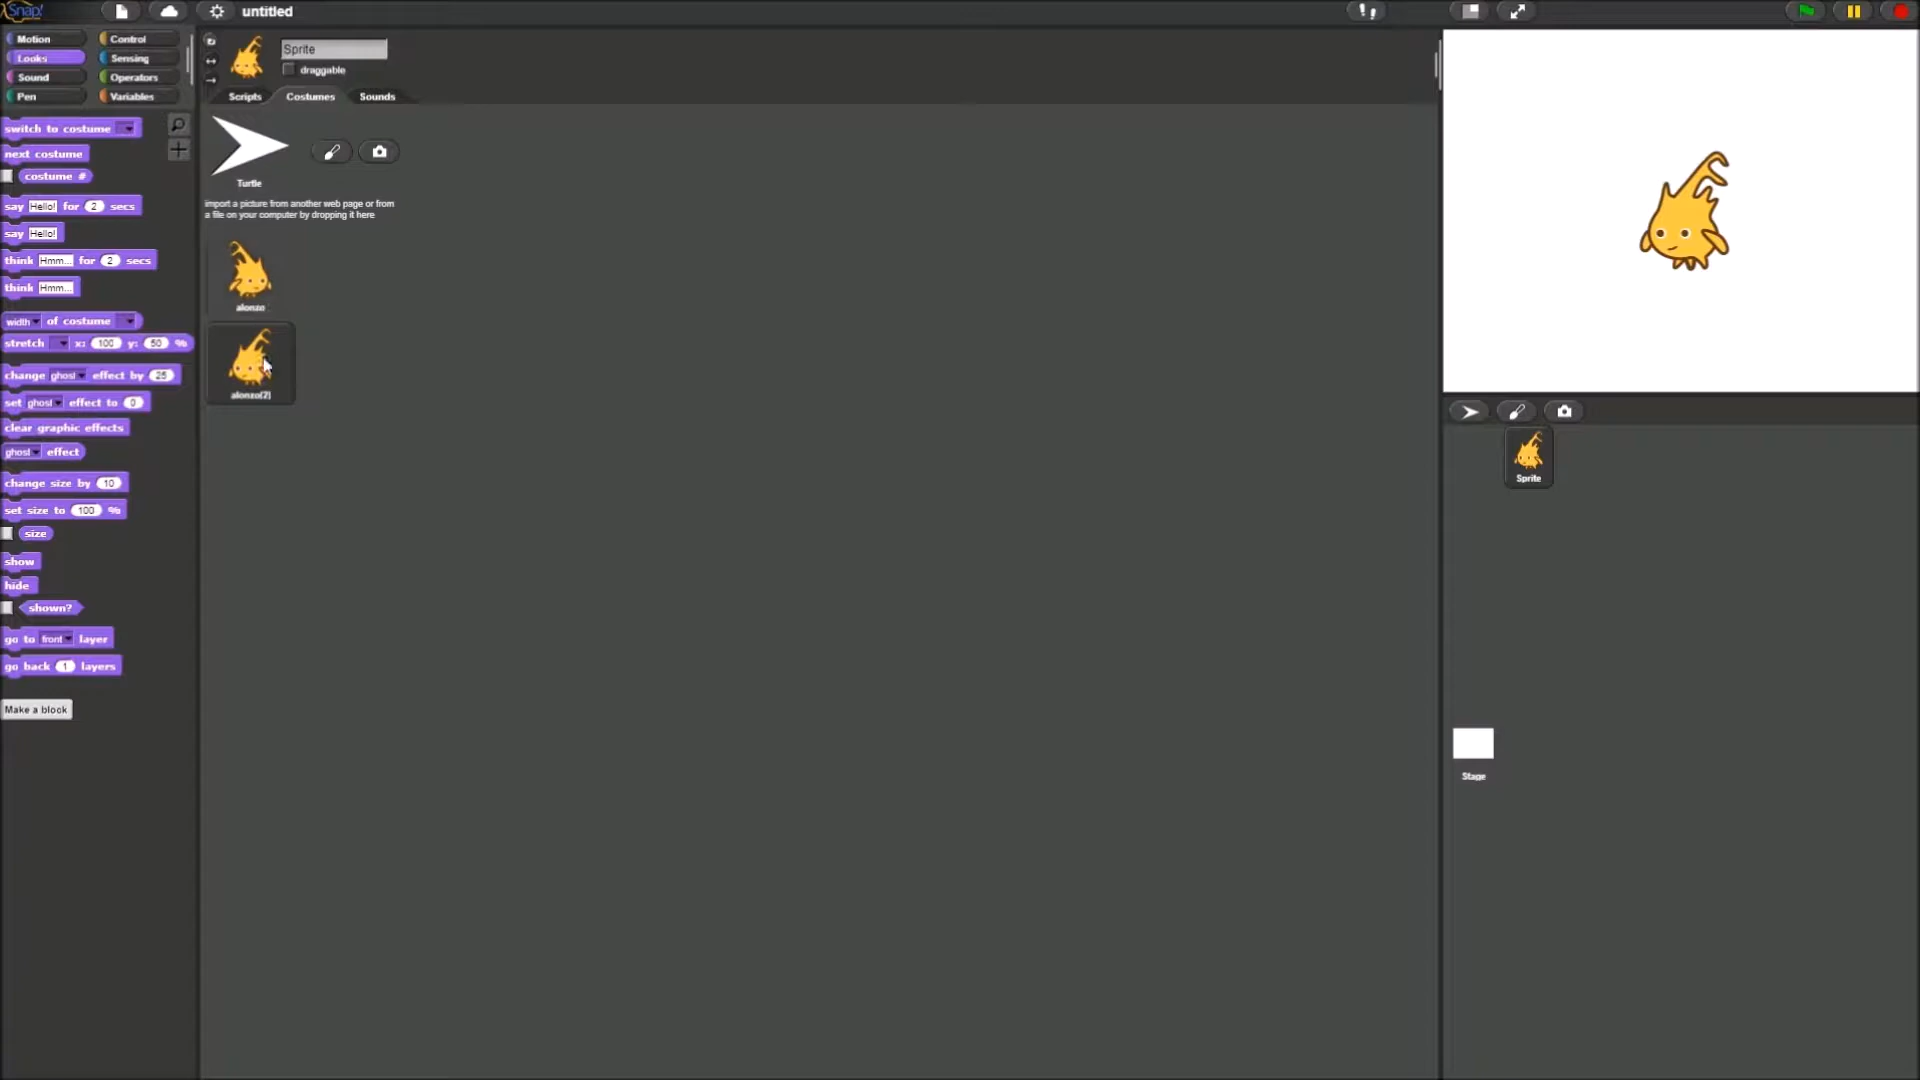 Snap!
untitled
Motion
Control
Looks
Sensing
Sound
Operators
Pen
Variables
switch to costume
next costume
costume #
say Hello! for 2 secs
say Hello!
think Hmm... for 2 secs
think Hmm...
width of costume
stretch x: 100 y: 50 %
change ghost effect by 25
set ghost effect to 0
clear graphic effects
ghost effect
change size by 10
set size to 100 %
size
show
hide
shown?
go to front layer
go back 1 layers
Make a block
Sprite
draggable
Scripts
Costumes
Sounds
Turtle
import a picture from another web page or from
a file on your computer by dropping it here
alonzo
alonzo(2)
Sprite
Stage